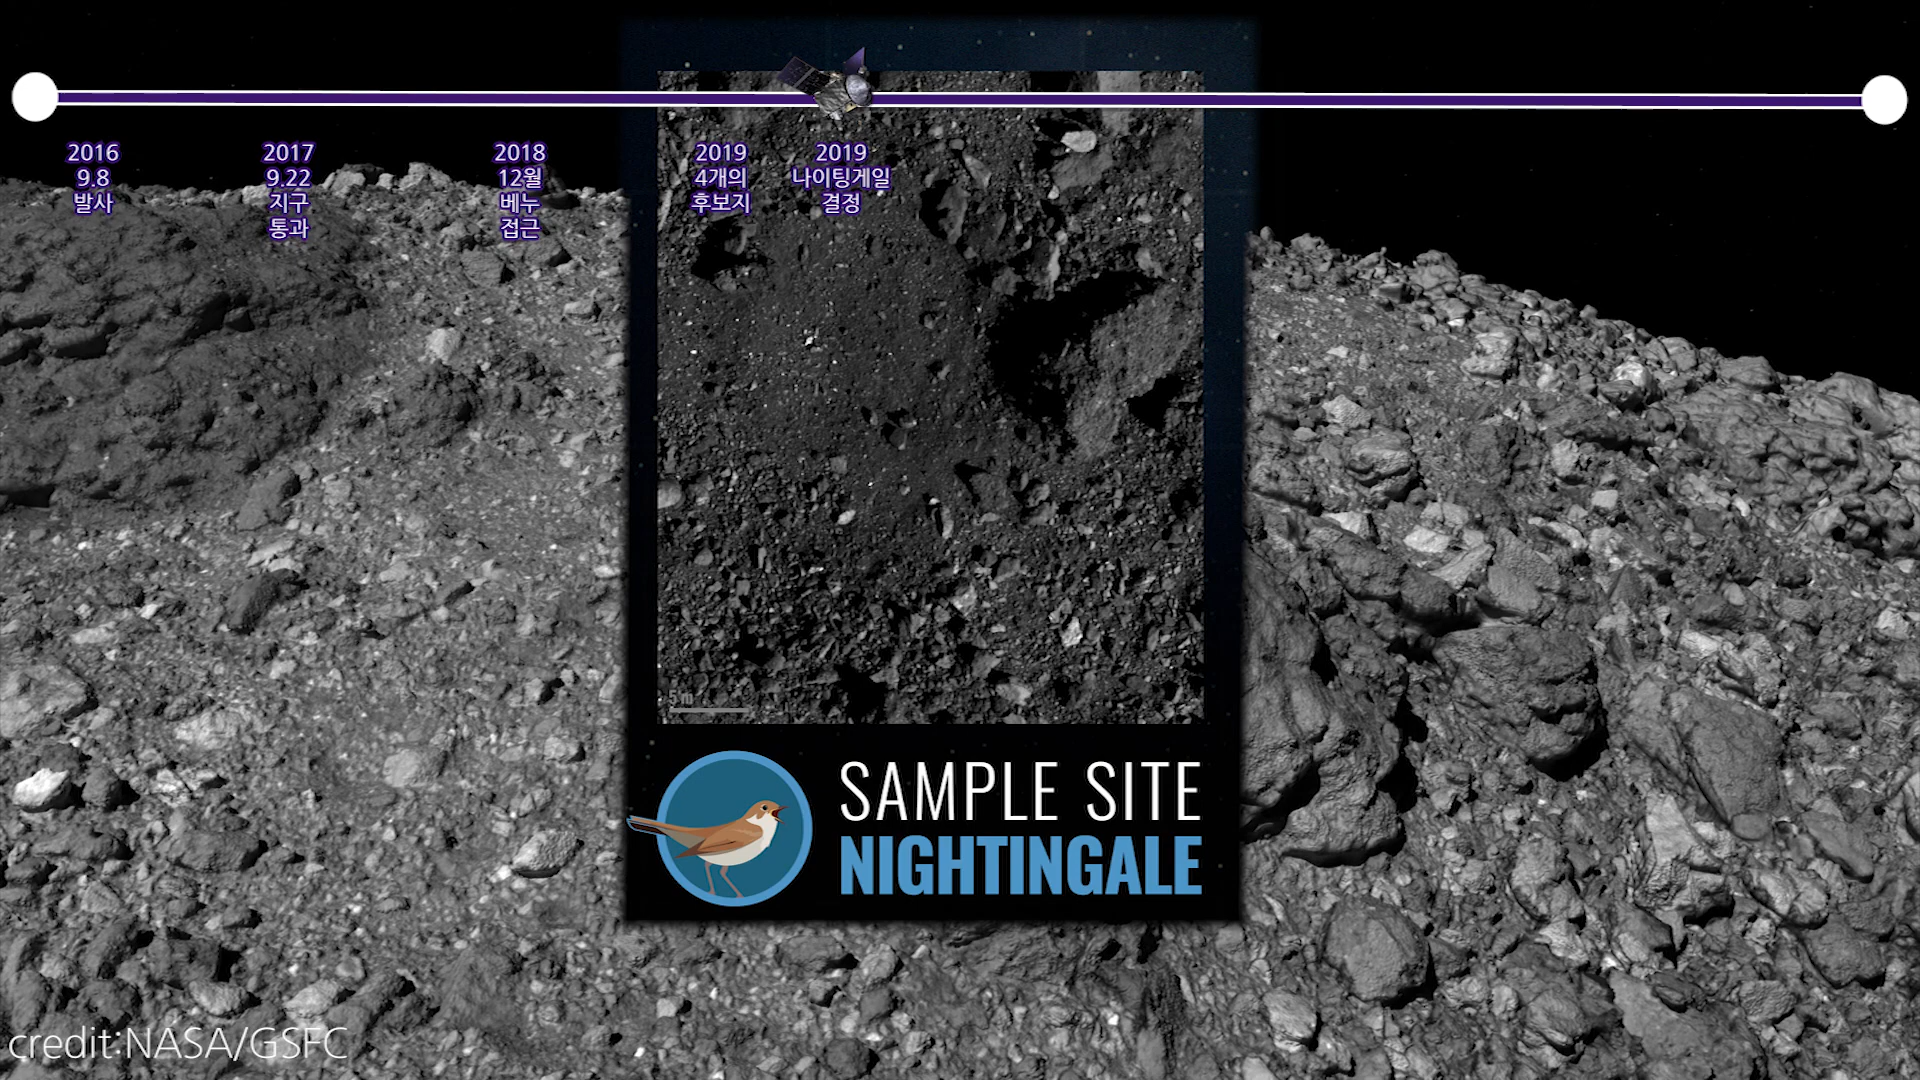 2016
9.8
발사
2017
9.22
지구
통과
2018
12월
베누
접근
2019
4개의
후보지
2019
나이팅게일
결정
5 m
SAMPLE SITE
NIGHTINGALE
credit:NASA/GSFC